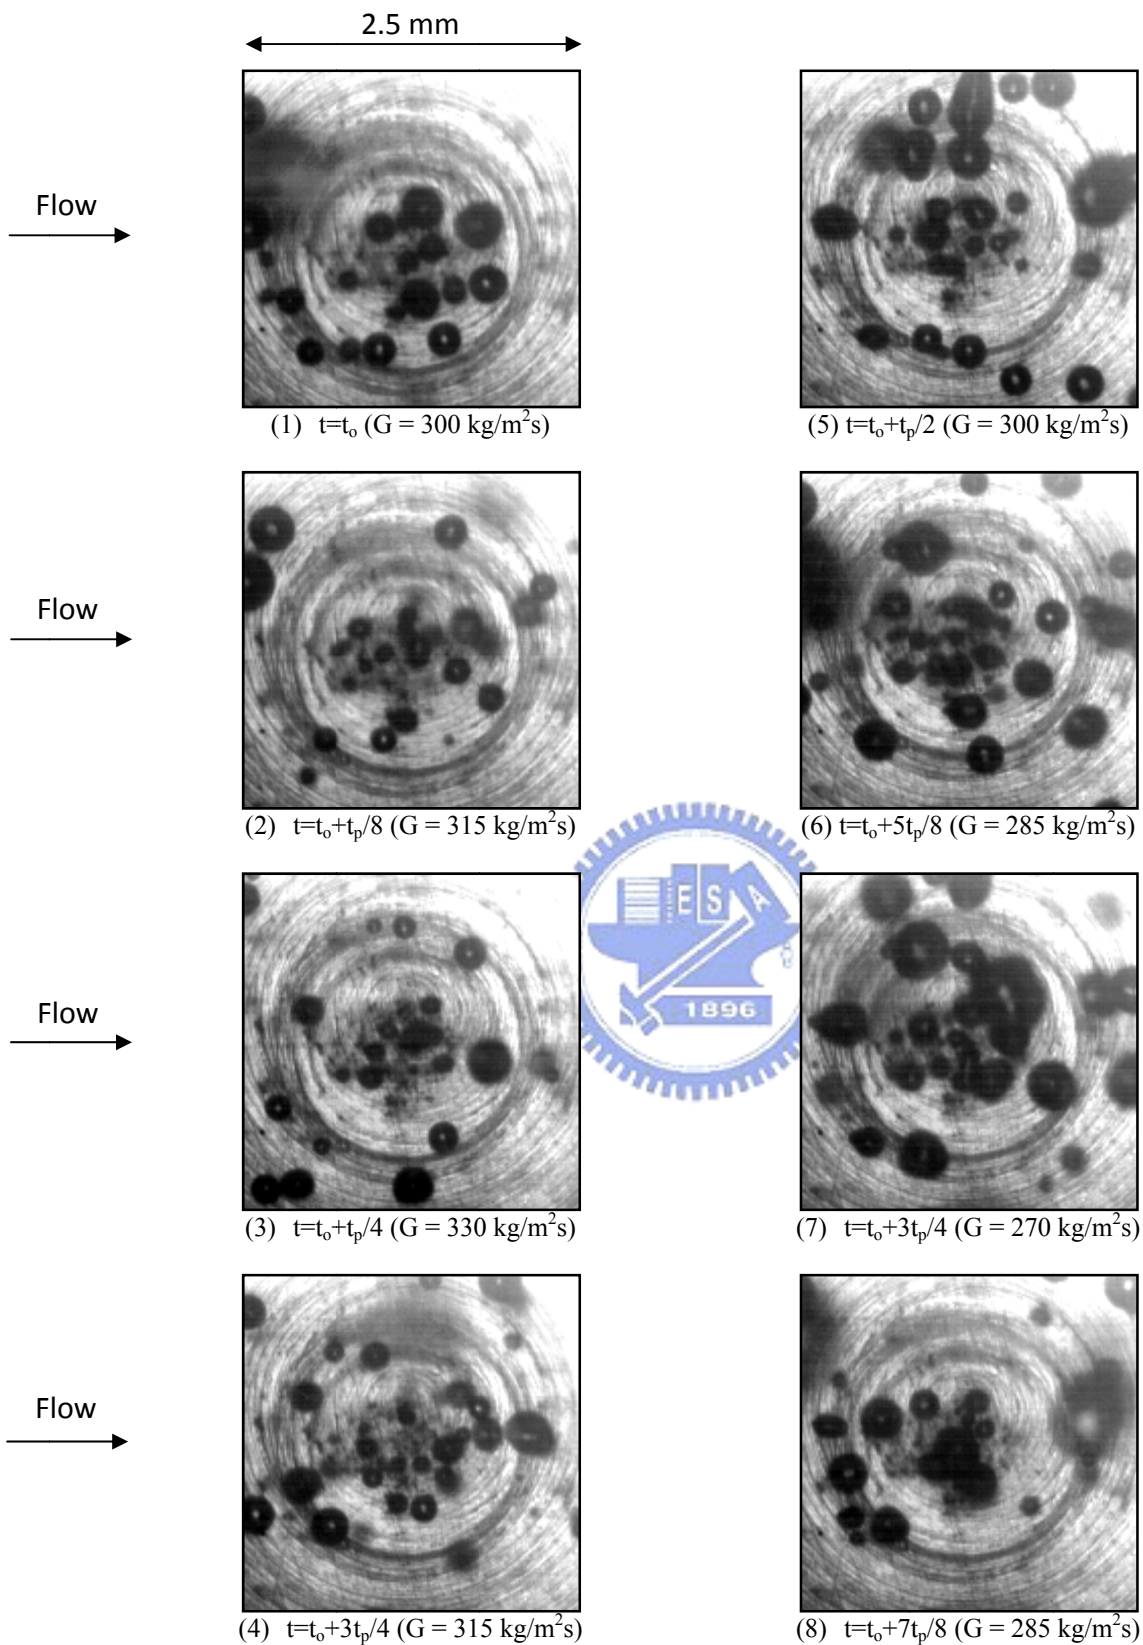 2.5 mm
Flow
(1) t=tₒ (G = 300 kg/m²s)
(5) t=tₒ+tₚ/2 (G = 300 kg/m²s)
Flow
(2) t=tₒ+tₚ/8 (G = 315 kg/m²s)
(6) t=tₒ+5tₚ/8 (G = 285 kg/m²s)
E S A
1896
Flow
(3) t=tₒ+tₚ/4 (G = 330 kg/m²s)
(7) t=tₒ+3tₚ/4 (G = 270 kg/m²s)
Flow
(4) t=tₒ+3tₚ/4 (G = 315 kg/m²s)
(8) t=tₒ+7tₚ/8 (G = 285 kg/m²s)